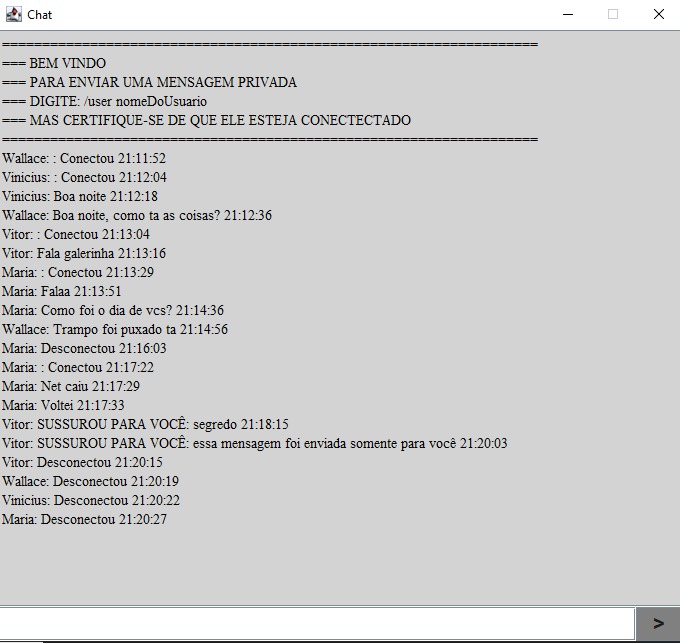 Chat
===================================================================
=== BEM VINDO
=== PARA ENVIAR UMA MENSAGEM PRIVADA
=== DIGITE: /user nomeDoUsuario
=== MAS CERTIFIQUE-SE DE QUE ELE ESTEJA CONECTECTADO
===================================================================
Wallace: : Conectou 21:11:52
Vinicius: : Conectou 21:12:04
Vinicius: Boa noite 21:12:18
Wallace: Boa noite, como ta as coisas? 21:12:36
Vitor: : Conectou 21:13:04
Vitor: Fala galerinha 21:13:16
Maria: : Conectou 21:13:29
Maria: Falaa 21:13:51
Maria: Como foi o dia de vcs? 21:14:36
Wallace: Trampo foi puxado ta 21:14:56
Maria: Desconectou 21:16:03
Maria: : Conectou 21:17:22
Maria: Net caiu 21:17:29
Maria: Voltei 21:17:33
Vitor: SUSSUROU PARA VOCÊ: segredo 21:18:15
Vitor: SUSSUROU PARA VOCÊ: essa mensagem foi enviada somente para você 21:20:03
Vitor: Desconectou 21:20:15
Wallace: Desconectou 21:20:19
Vinicius: Desconectou 21:20:22
Maria: Desconectou 21:20:27
>